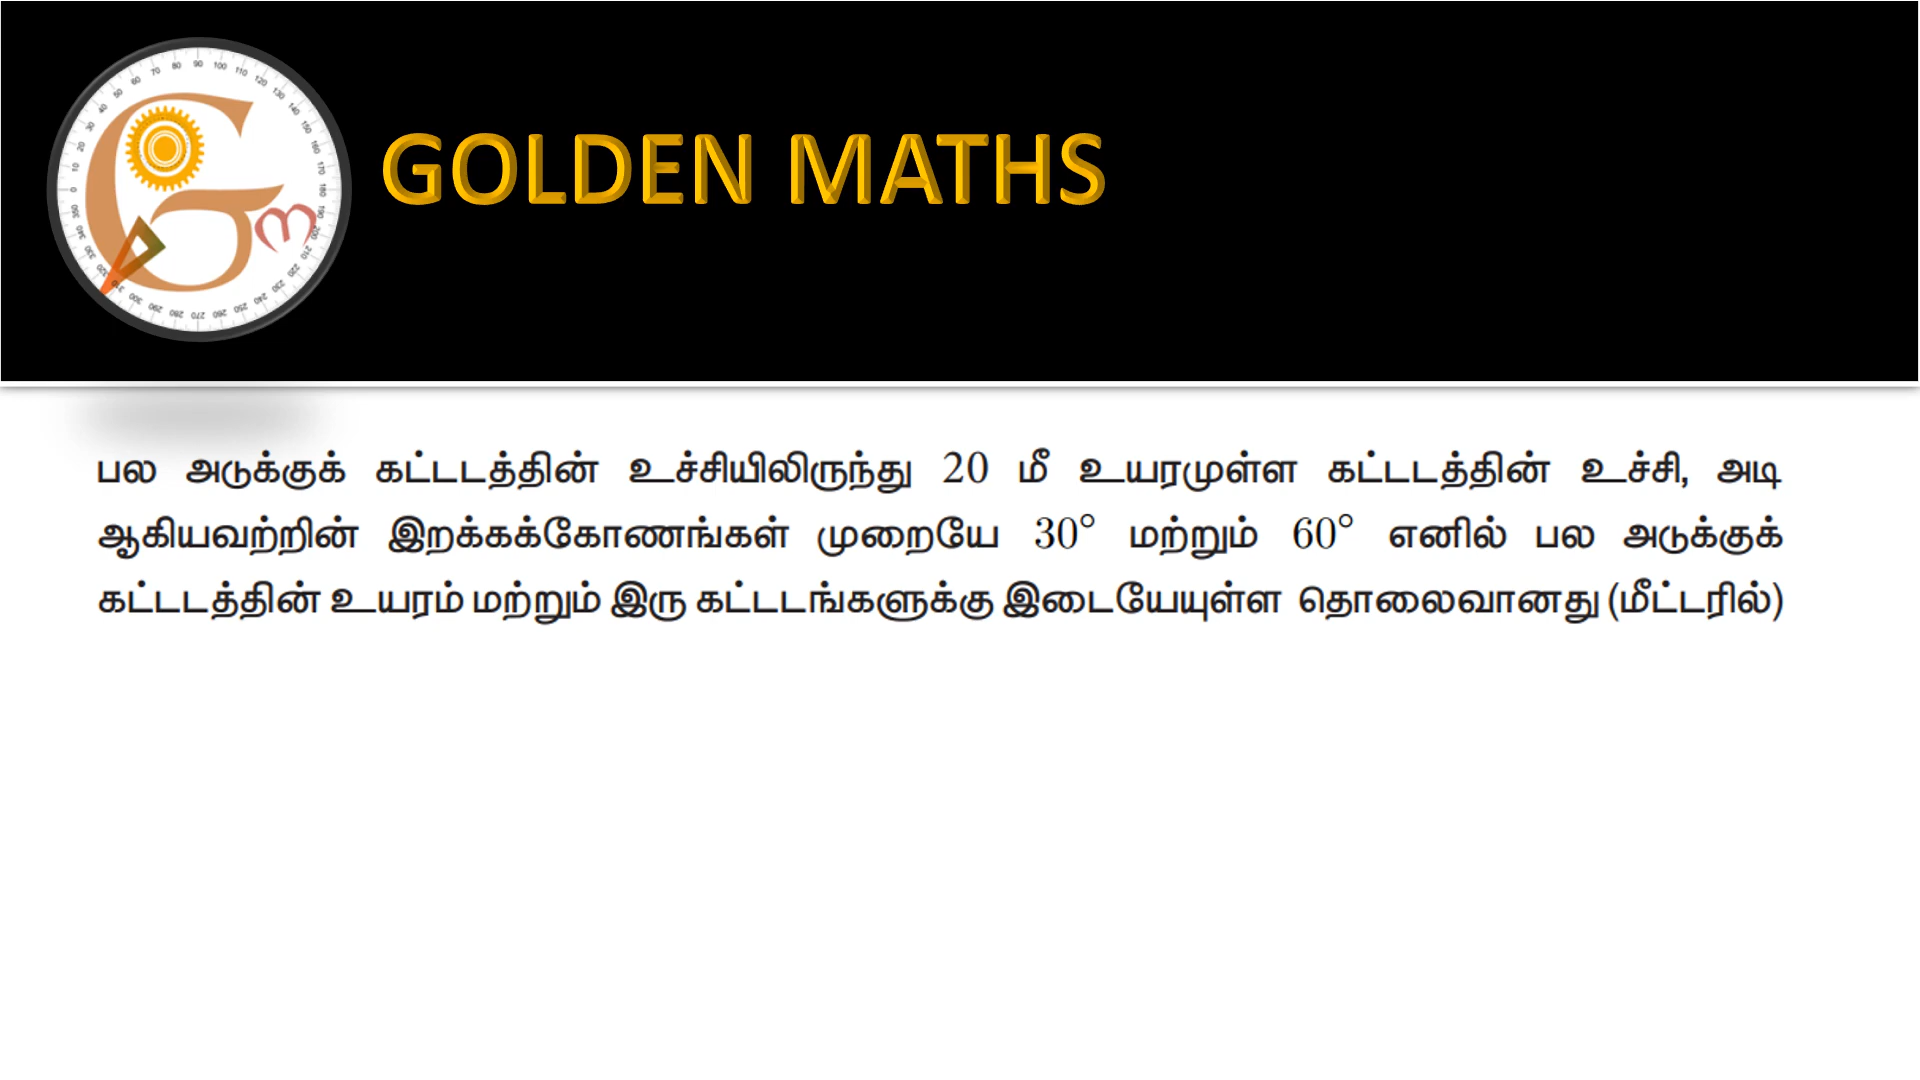 GOLDEN MATHS
பல அடுக்குக் கட்டடத்தின் உச்சியிலிருந்து 20 மீ உயரமுள்ள கட்டடத்தின் உச்சி, அடி
ஆகியவற்றின் இறக்கக்கோணங்கள் முறையே 30° மற்றும் 60° எனில் பல அடுக்குக்
கட்டடத்தின் உயரம் மற்றும் இரு கட்டடங்களுக்கு இடையேயுள்ள தொலைவானது (மீட்டரில்)